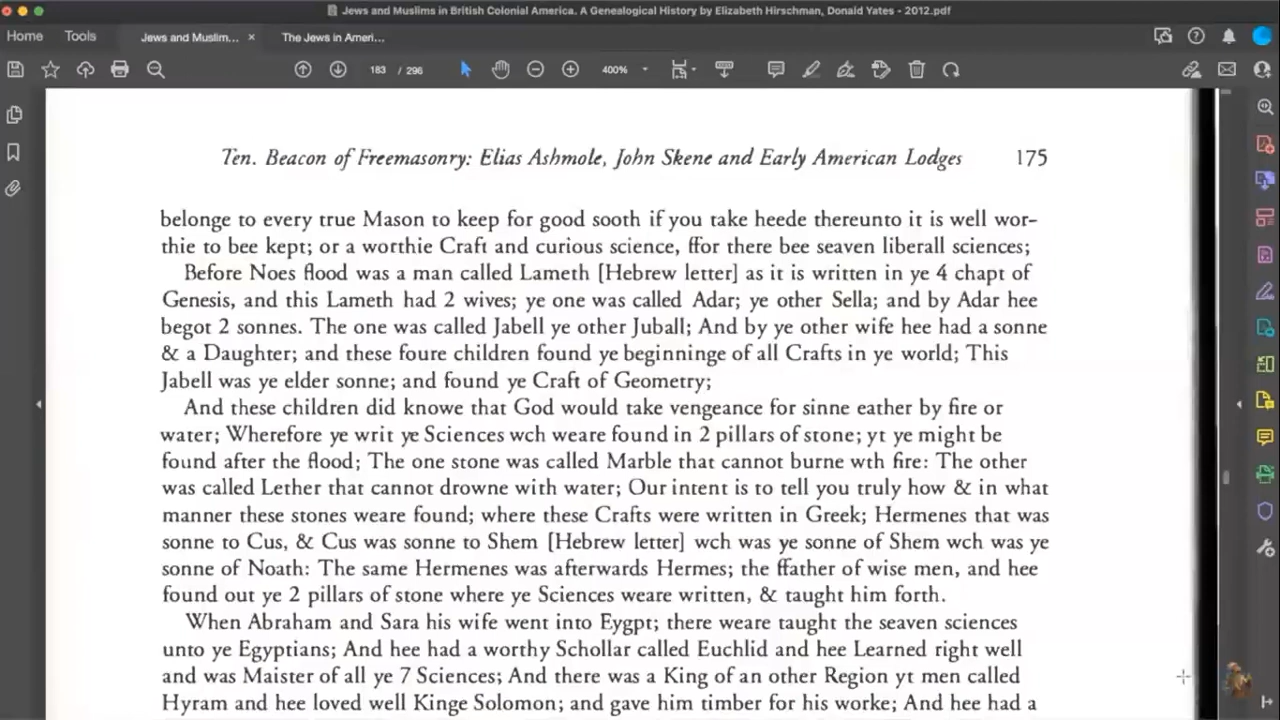 Jews and Muslims in British Colonial America. A Genealogical History by Elizabeth Hirschman, Donald Yates - 2012.pdf
Home Tools Jews and Muslim... × The Jews in Ameri...
183 / 296 400%
Ten. Beacon of Freemasonry: Elias Ashmole, John Skene and Early American Lodges 175
belonge to every true Mason to keep for good sooth if you take heede thereunto it is well wor-
thie to bee kept; or a worthie Craft and curious science, ffor there bee seaven liberall sciences;
Before Noes flood was a man called Lameth [Hebrew letter] as it is written in ye 4 chapt of
Genesis, and this Lameth had 2 wives; ye one was called Adar; ye other Sella; and by Adar hee
begot 2 sonnes. The one was called Jabell ye other Juball; And by ye other wife hee had a sonne
& a Daughter; and these foure children found ye beginninge of all Crafts in ye world; This
Jabell was ye elder sonne; and found ye Craft of Geometry;
And these children did knowe that God would take vengeance for sinne eather by fire or
water; Wherefore ye writ ye Sciences wch weare found in 2 pillars of stone; yt ye might be
found after the flood; The one stone was called Marble that cannot burne wth fire: The other
was called Lether that cannot drowne with water; Our intent is to tell you truly how & in what
manner these stones weare found; where these Crafts were written in Greek; Hermenes that was
sonne to Cus, & Cus was sonne to Shem [Hebrew letter] wch was ye sonne of Shem wch was ye
sonne of Noath: The same Hermenes was afterwards Hermes; the ffather of wise men, and hee
found out ye 2 pillars of stone where ye Sciences weare written, & taught him forth.
When Abraham and Sara his wife went into Eygpt; there weare taught the seaven sciences
unto ye Egyptians; And hee had a worthy Schollar called Euchlid and hee Learned right well
and was Maister of all ye 7 Sciences; And there was a King of an other Region yt men called
Hyram and hee loved well Kinge Solomon; and gave him timber for his worke; And hee had a